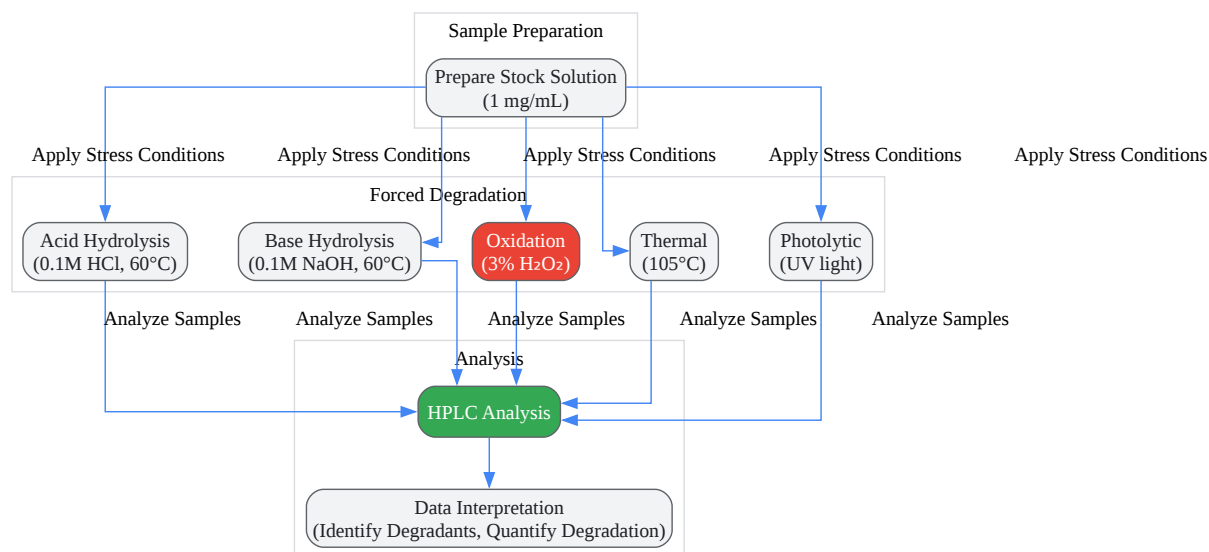 Sample Preparation
Prepare Stock Solution
(1 mg/mL)
Apply Stress Conditions
Apply Stress Conditions
Apply Stress Conditions
Apply Stress Conditions
Apply Stress Conditions
Forced Degradation
Acid Hydrolysis
(0.1M HCl, 60°C)
Base Hydrolysis
(0.1M NaOH, 60°C)
Oxidation
(3% H₂O₂)
Thermal
(105°C)
Photolytic
(UV light)
Analyze Samples
Analyze Samples
Analyze Samples
Analyze Samples
Analyze Samples
Analysis
HPLC Analysis
Data Interpretation
(Identify Degradants, Quantify Degradation)